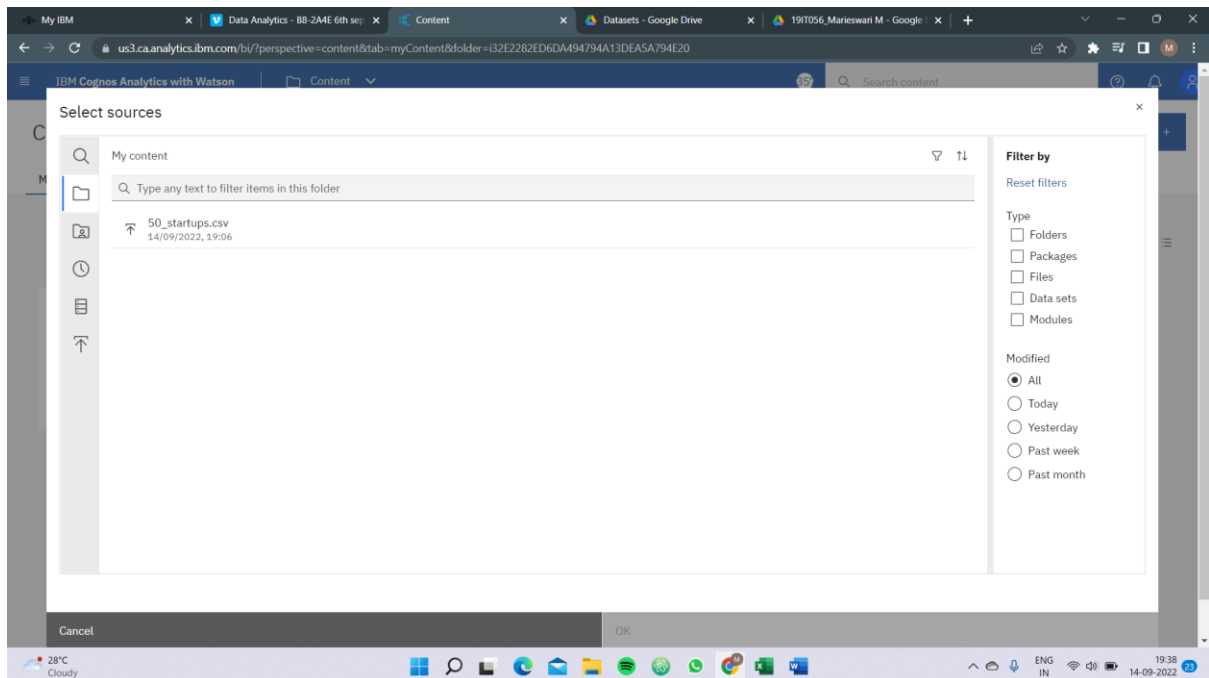 My IBM
Data Analytics - B8-2A4E 6th sep
Content
Datasets - Google Drive
19IT056_Marieswari M - Google
us3.ca.analytics.ibm.com/bi/?perspective=content&tab=myContent&folder=i32E2282ED6DA494794A13DEA5A794E20
M
IBM Cognos Analytics with Watson
Content
35
Search content
Select sources
My content
Type any text to filter items in this folder
50_startups.csv
14/09/2022, 19:06
Filter by
Reset filters
Type
Folders
Packages
Files
Data sets
Modules
Modified
All
Today
Yesterday
Past week
Past month
Cancel
OK
28°C
Cloudy
ENG
IN
19:38
14-09-2022
23